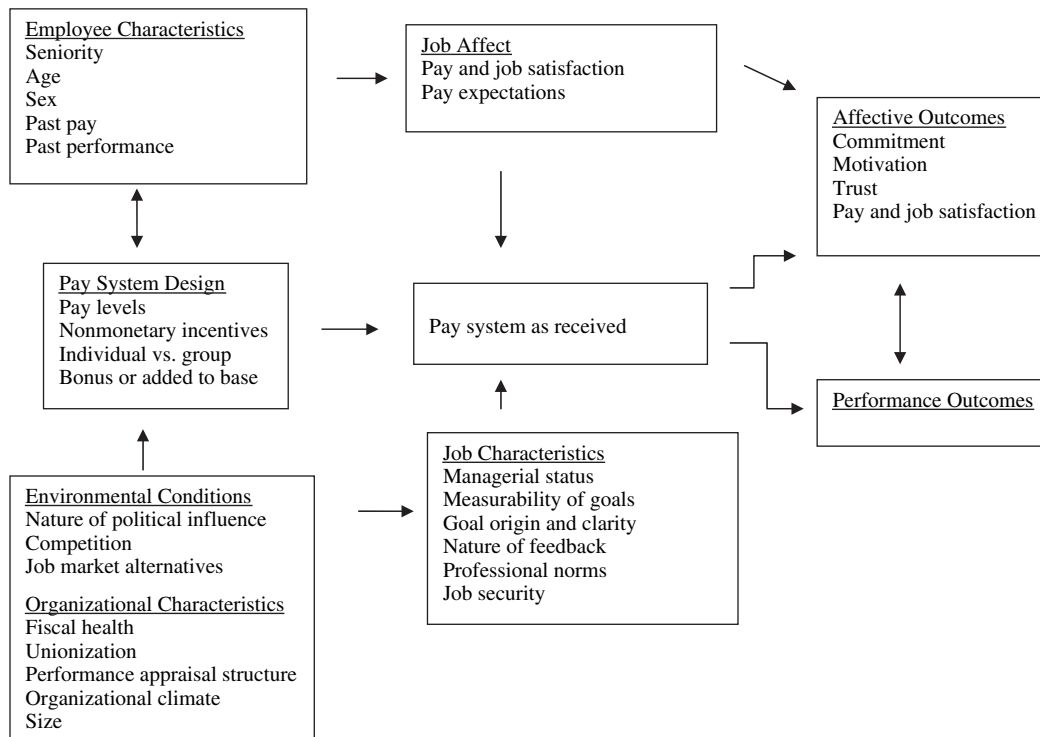 Employee Characteristics
Seniority
Age
Sex
Past pay
Past performance
Job Affect
Pay and job satisfaction
Pay expectations
Affective Outcomes
Commitment
Motivation
Trust
Pay and job satisfaction
Pay System Design
Pay levels
Nonmonetary incentives
Individual vs. group
Bonus or added to base
Pay system as received
Performance Outcomes
Environmental Conditions
Nature of political influence
Competition
Job market alternatives
Organizational Characteristics
Fiscal health
Unionization
Performance appraisal structure
Organizational climate
Size
Job Characteristics
Managerial status
Measurability of goals
Goal origin and clarity
Nature of feedback
Professional norms
Job security